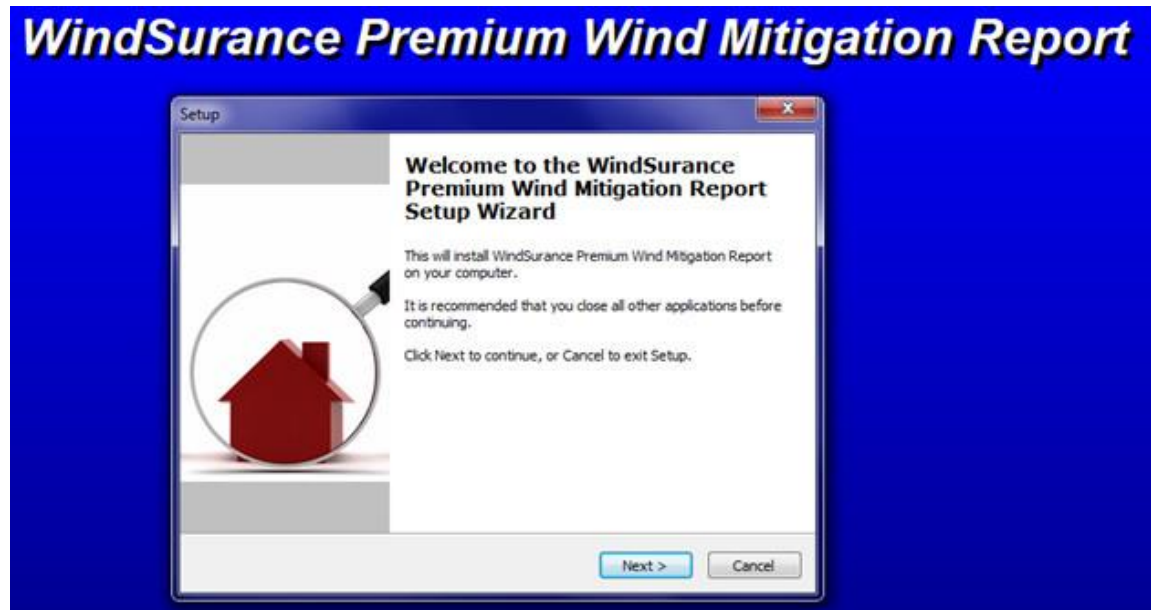 WindSurance Premium Wind Mitigation Report
Setup
Welcome to the WindSurance
Premium Wind Mitigation Report
Setup Wizard
This will install WindSurance Premium Wind Mitigation Report
on your computer.
It is recommended that you close all other applications before
continuing.
Click Next to continue, or Cancel to exit Setup.
Next >
Cancel